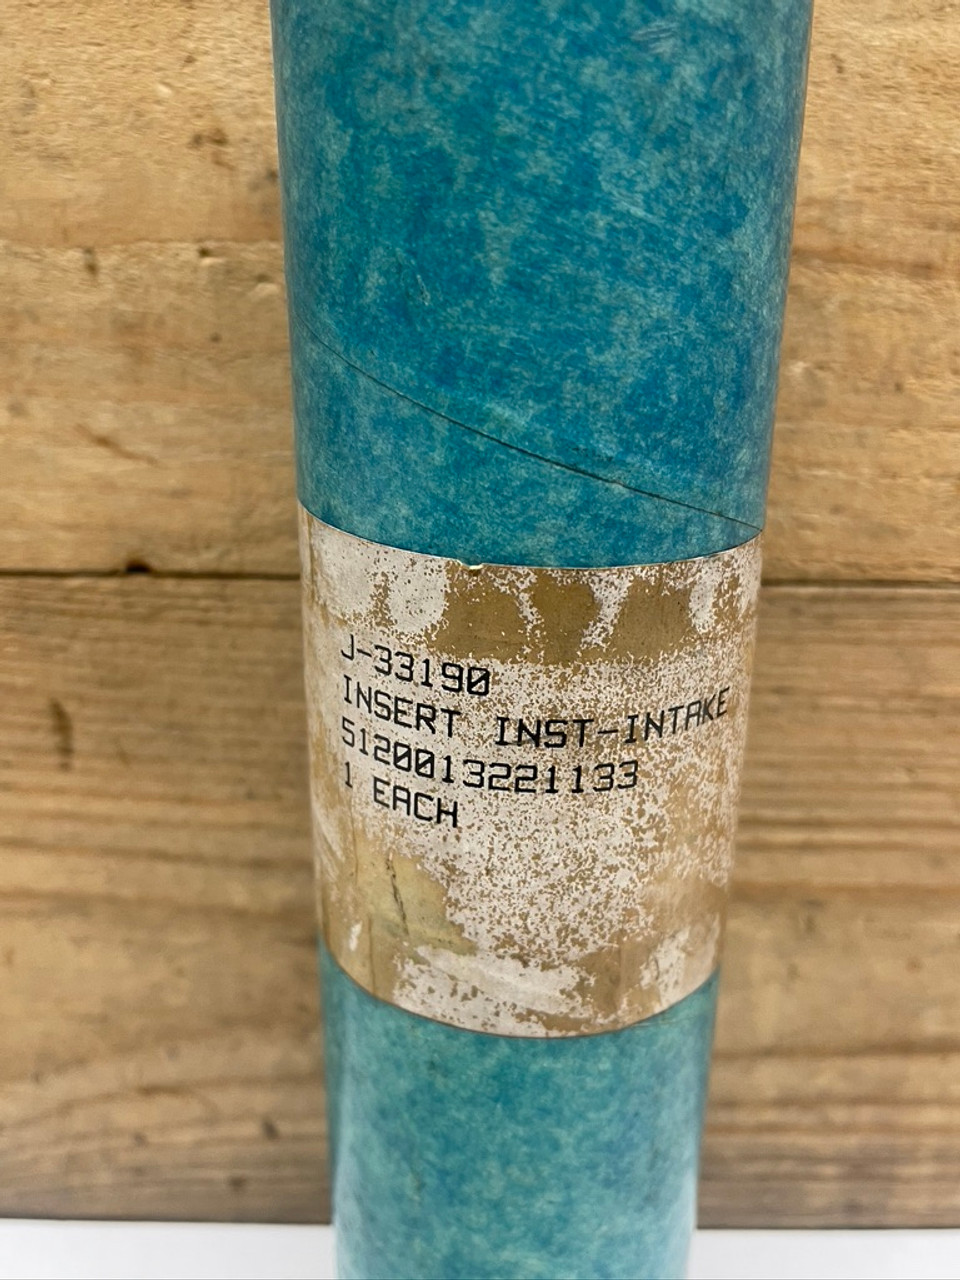 J-33190
INSERT INST-INTAKE
5120013221133
1 EACH